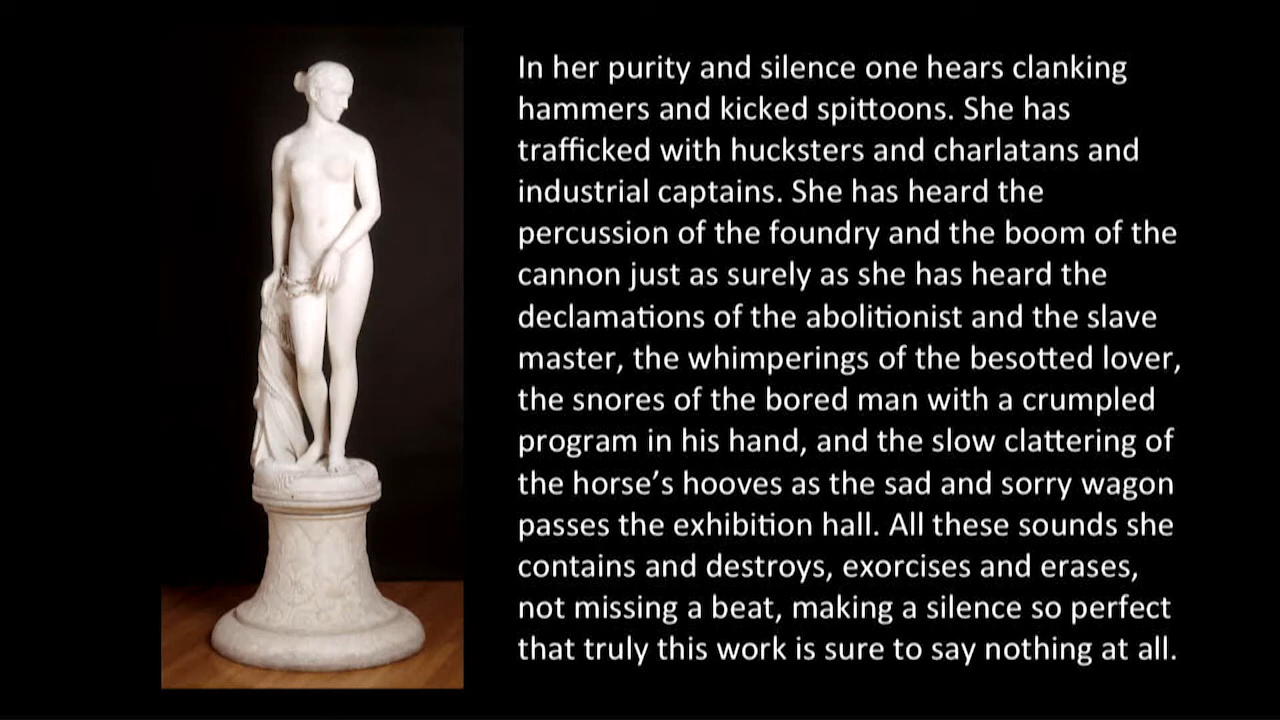 In her purity and silence one hears clanking
hammers and kicked spittoons. She has
trafficked with hucksters and charlatans and
industrial captains. She has heard the
percussion of the foundry and the boom of the
cannon just as surely as she has heard the
declamations of the abolitionist and the slave
master, the whimperings of the besotted lover,
the snores of the bored man with a crumpled
program in his hand, and the slow clattering of
the horse’s hooves as the sad and sorry wagon
passes the exhibition hall. All these sounds she
contains and destroys, exorcises and erases,
not missing a beat, making a silence so perfect
that truly this work is sure to say nothing at all.